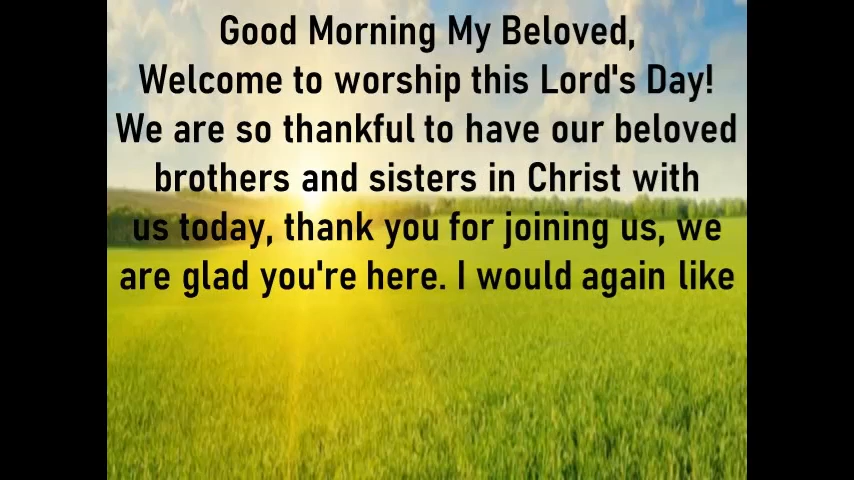 Good Morning My Beloved,
Welcome to worship this Lord's Day!
We are so thankful to have our beloved
brothers and sisters in Christ with
us today, thank you for joining us, we
are glad you're here. I would again like